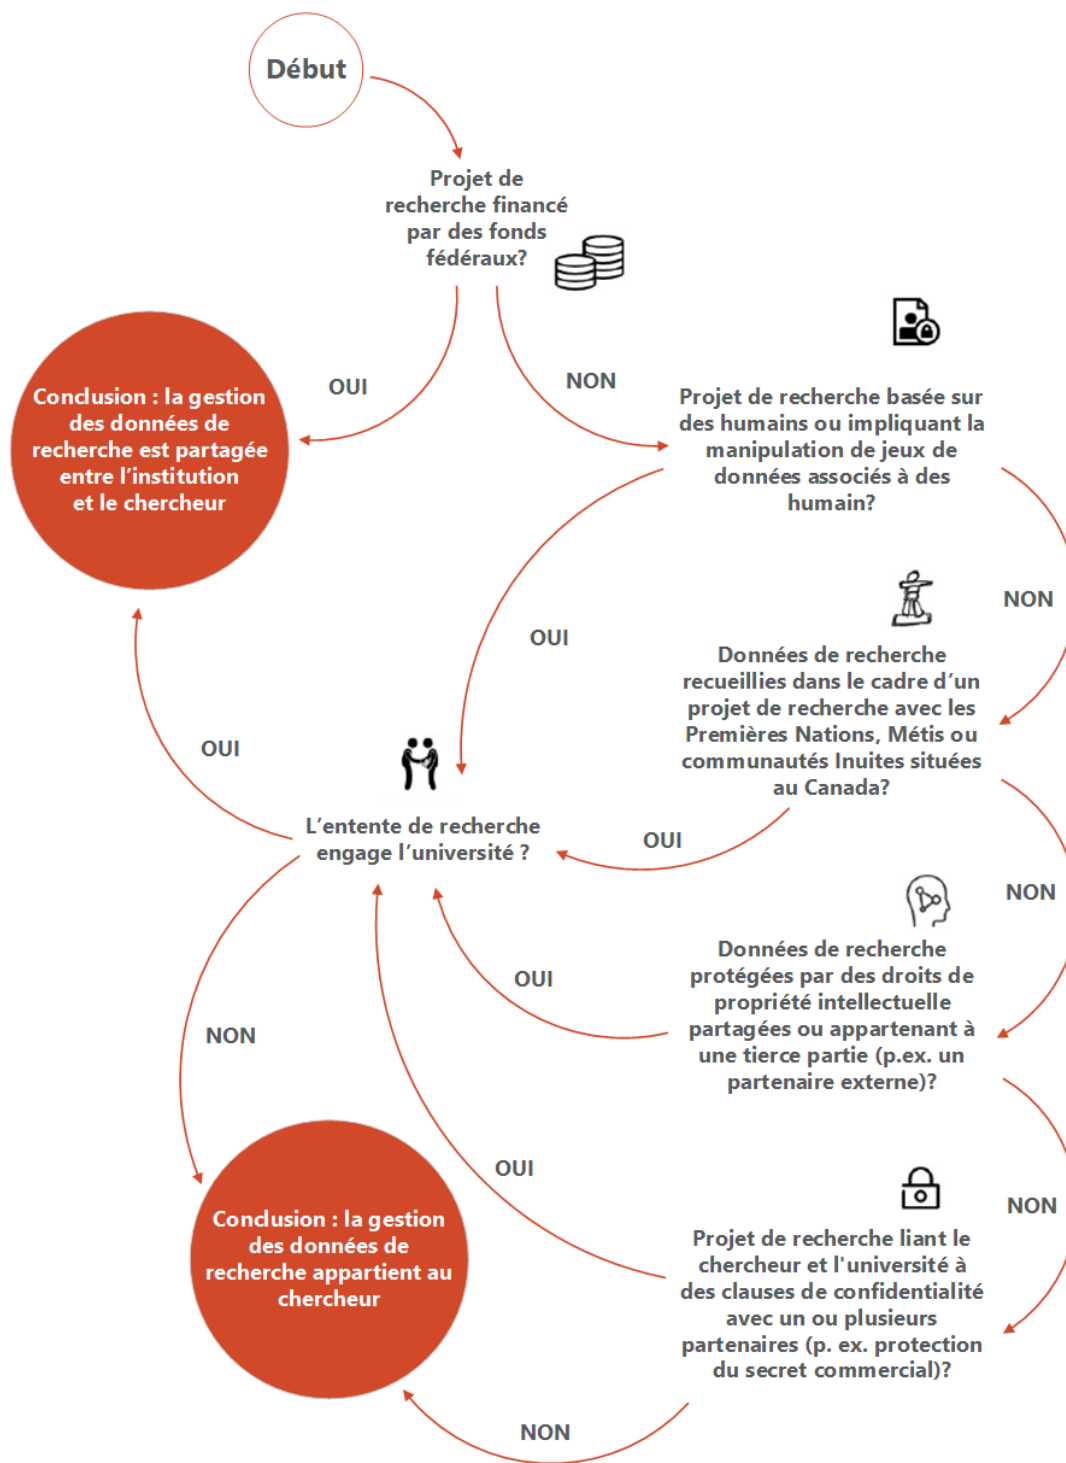 Début
Projet de
recherche financé
par des fonds
fédéraux?
OUI
NON
Conclusion : la gestion
des données de
recherche est partagée
entre l'institution
et le chercheur
Projet de recherche basée sur
des humains ou impliquant la
manipulation de jeux de
données associés à des
humain?
NON
OUI
Données de recherche
recueillies dans le cadre d'un
projet de recherche avec les
Premières Nations, Métis ou
communautés Inuites situées
au Canada?
OUI
L'entente de recherche
engage l'université ?
OUI
NON
Données de recherche
protégées par des droits de
propriété intellectuelle
partagées ou appartenant à
une tierce partie (p.ex. un
partenaire externe)?
OUI
NON
OUI
NON
Conclusion : la gestion
des données de
recherche appartient au
chercheur
Projet de recherche liant le
chercheur et l'université à
des clauses de confidentialité
avec un ou plusieurs
partenaires (p. ex. protection
du secret commercial)?
NON